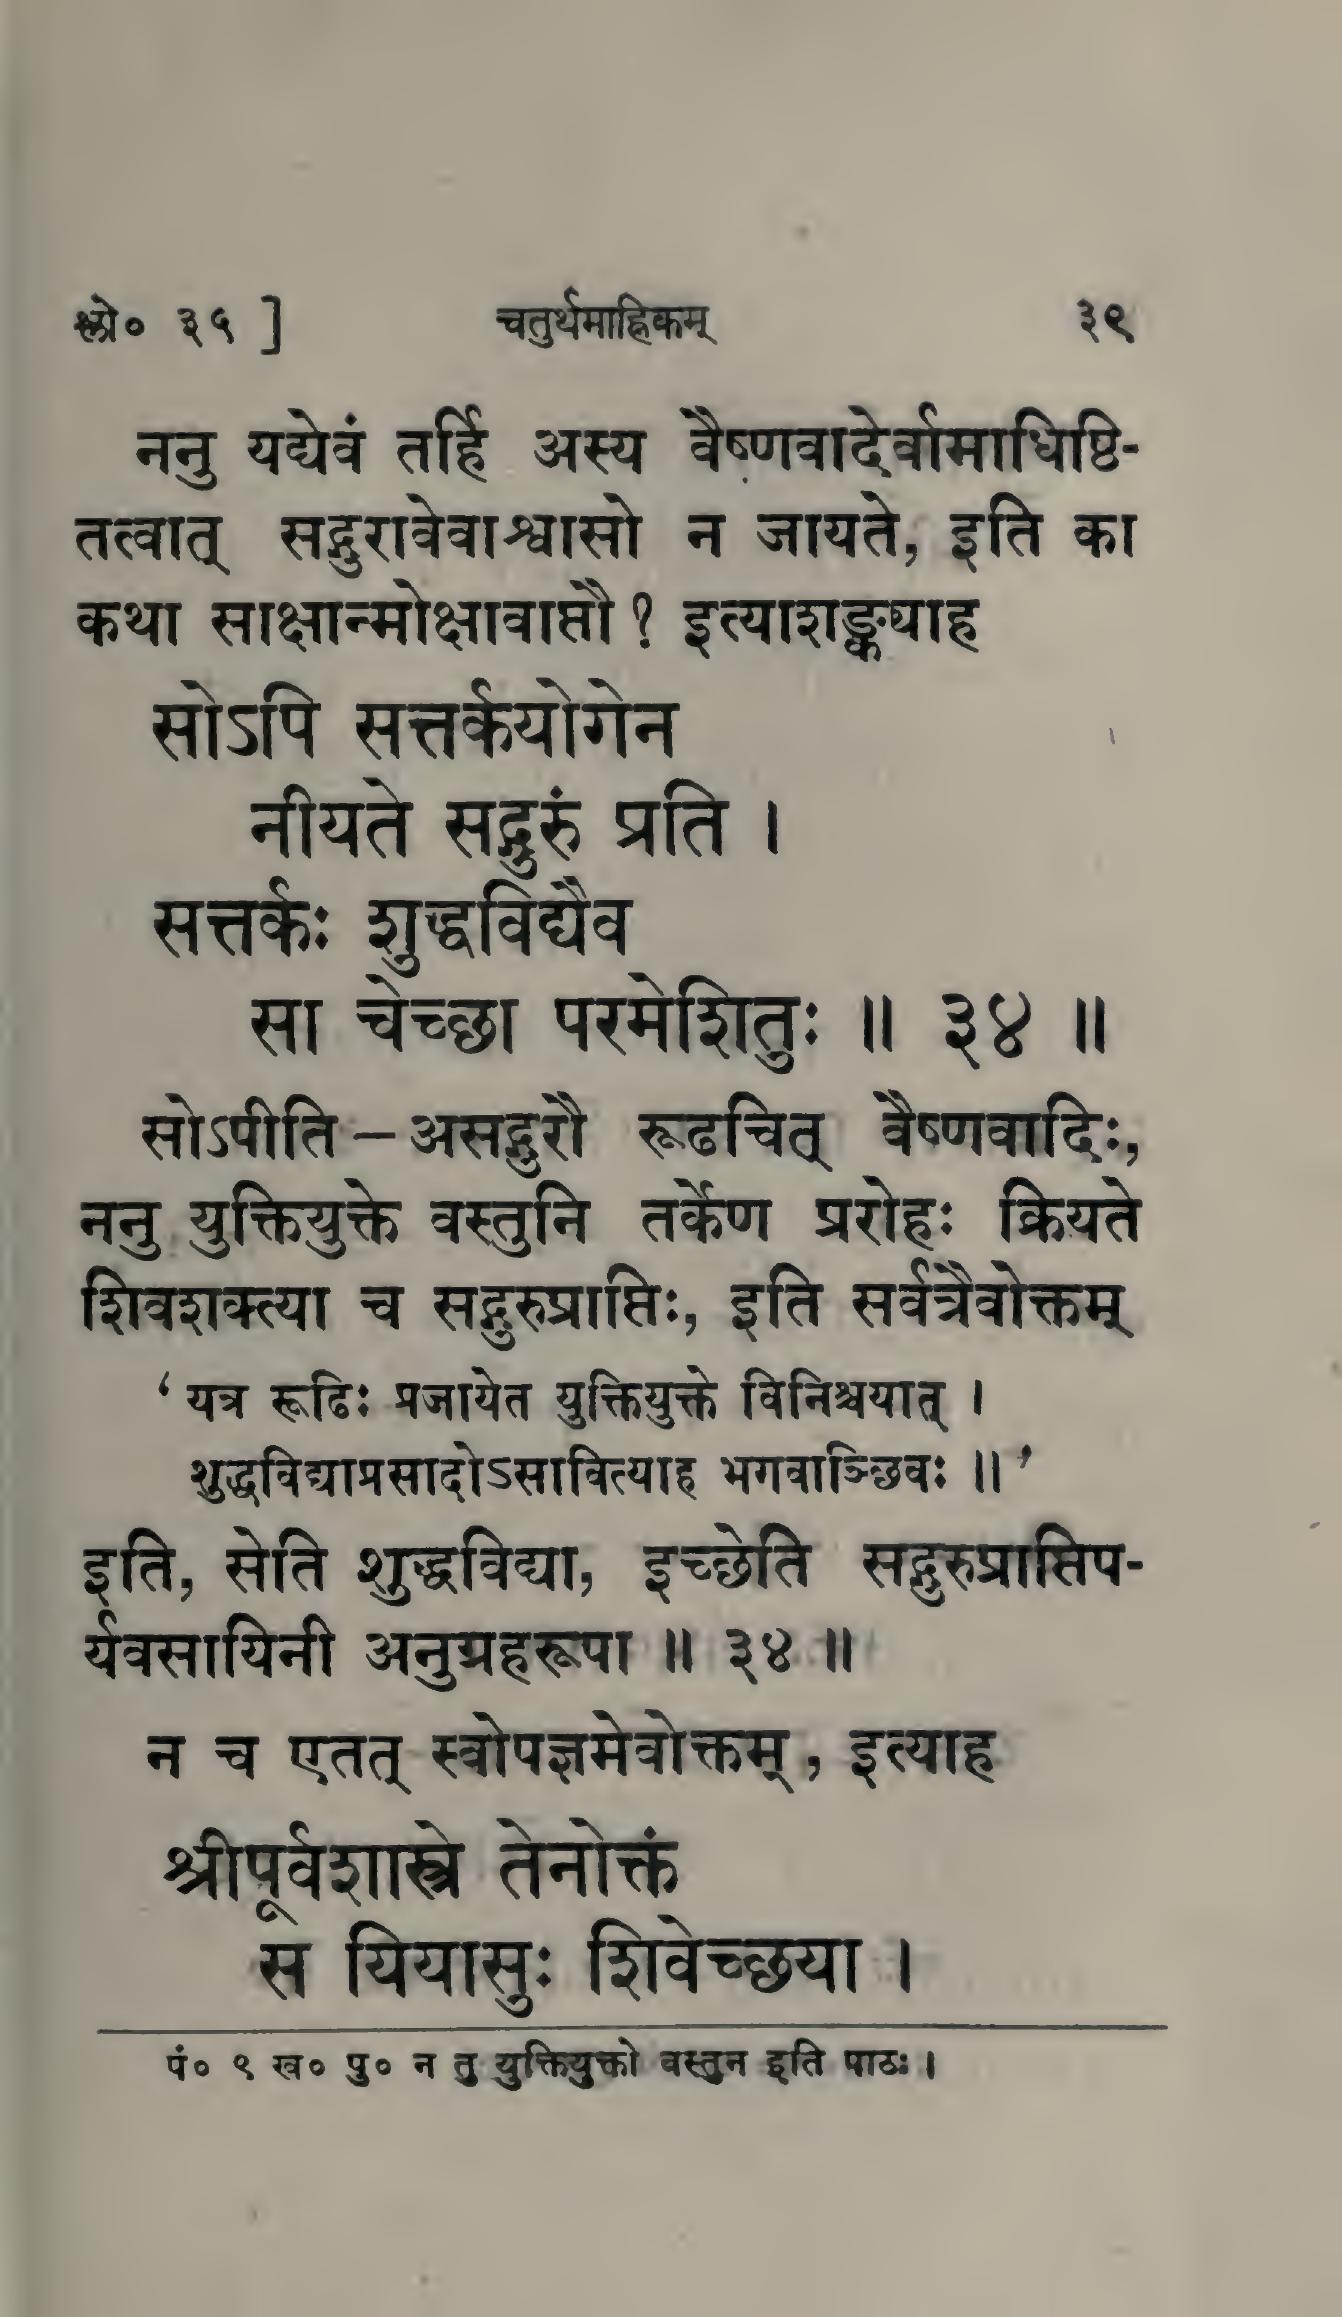 श्लो० ३५ ] चतुर्थमाह्निकम् ३९
ननु यद्येवं तर्हि अस्य वैष्णवादेर्वामाधिष्ठि-
तत्वात् सद्गुरावेवाश्वासो न जायते, इति का
कथा साक्षान्मोक्षावाप्तौ ? इत्याशङ्क्याह
सोऽपि सत्तर्कयोगेन
नीयते सद्गुरुं प्रति ।
सत्तर्कः शुद्धविद्यैव
सा चेच्छा परमेशितुः ॥ ३४ ॥
सोऽपीति – असद्गुरौ रूढचित् वैष्णवादिः,
ननु युक्तियुक्ते वस्तुनि तर्केण प्ररोहः क्रियते
शिवशक्त्या च सद्गुरुप्राप्तिः, इति सर्वत्रैवोक्तम्
‘ यत्र रूढिः प्रजायेत युक्तियुक्ते विनिश्चयात् ।
शुद्धविद्याप्रसादोऽसावित्याह भगवाञ्छिवः ॥ ’
इति, सेति शुद्धविद्या, इच्छेति सद्गुरुप्राप्तिप-
र्यवसायिनी अनुग्रहरूपा ॥ ३४ ॥
न च एतत् स्वोपज्ञमेवोक्तम् , इत्याह
श्रीपूर्वशास्त्रे तेनोक्तं
स यियासुः शिवेच्छया ।
पं० ९ ख० पु० न तु युक्तियुक्तो वस्तुन इति पाठः ।